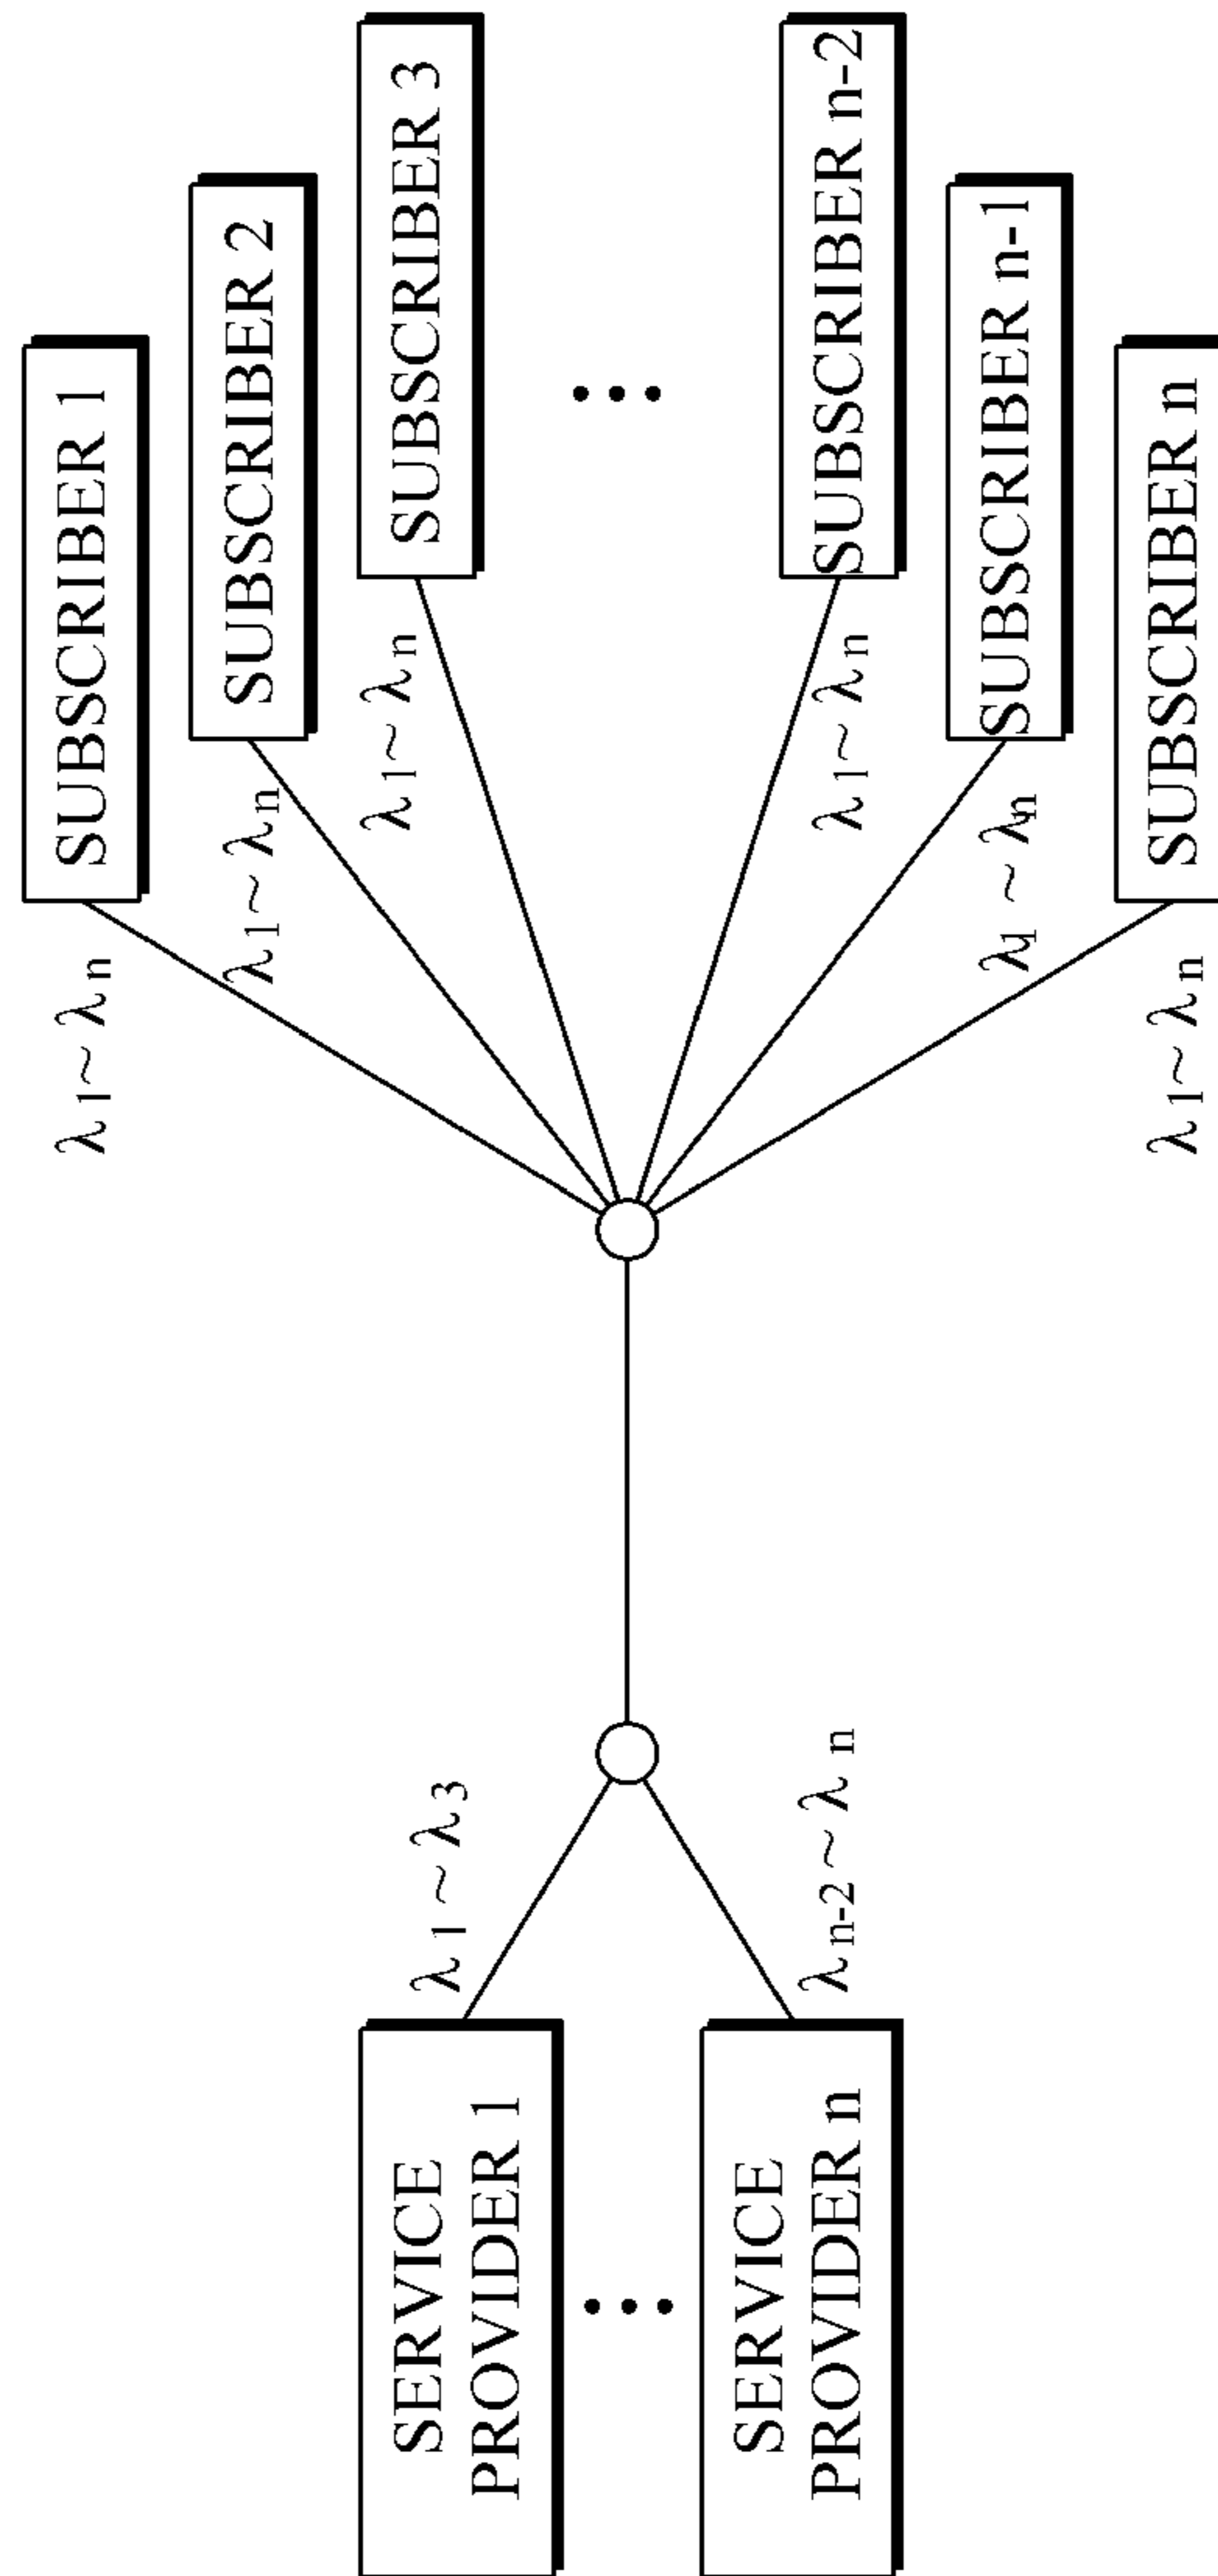 SERVICE
PROVIDER 1
SERVICE
PROVIDER n
λ1~λ3
λn-2~λn
λ1~λn
SUBSCRIBER 1
λ1~λn
SUBSCRIBER 2
λ1~λn
SUBSCRIBER 3
λ1~λn
SUBSCRIBER n-2
λ1~λn
SUBSCRIBER n-1
λ1~λn
SUBSCRIBER n